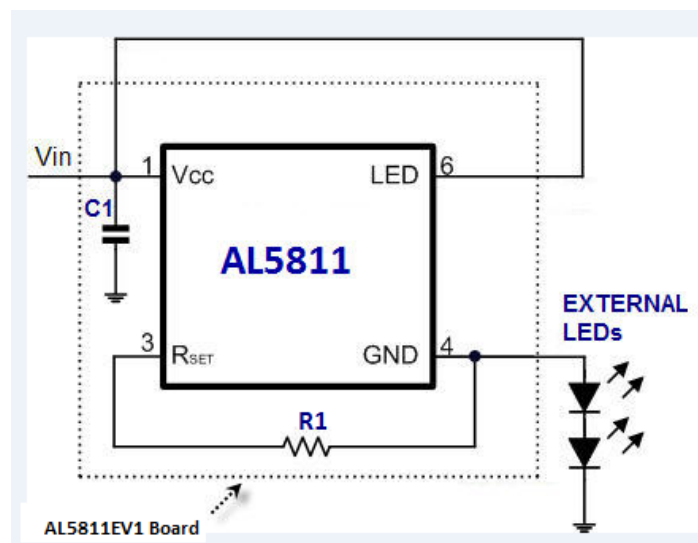 Vin
1
Vcc
LED
6
C1
AL5811
EXTERNAL
LEDs
3
RSET
GND
4
R1
AL5811EV1 Board